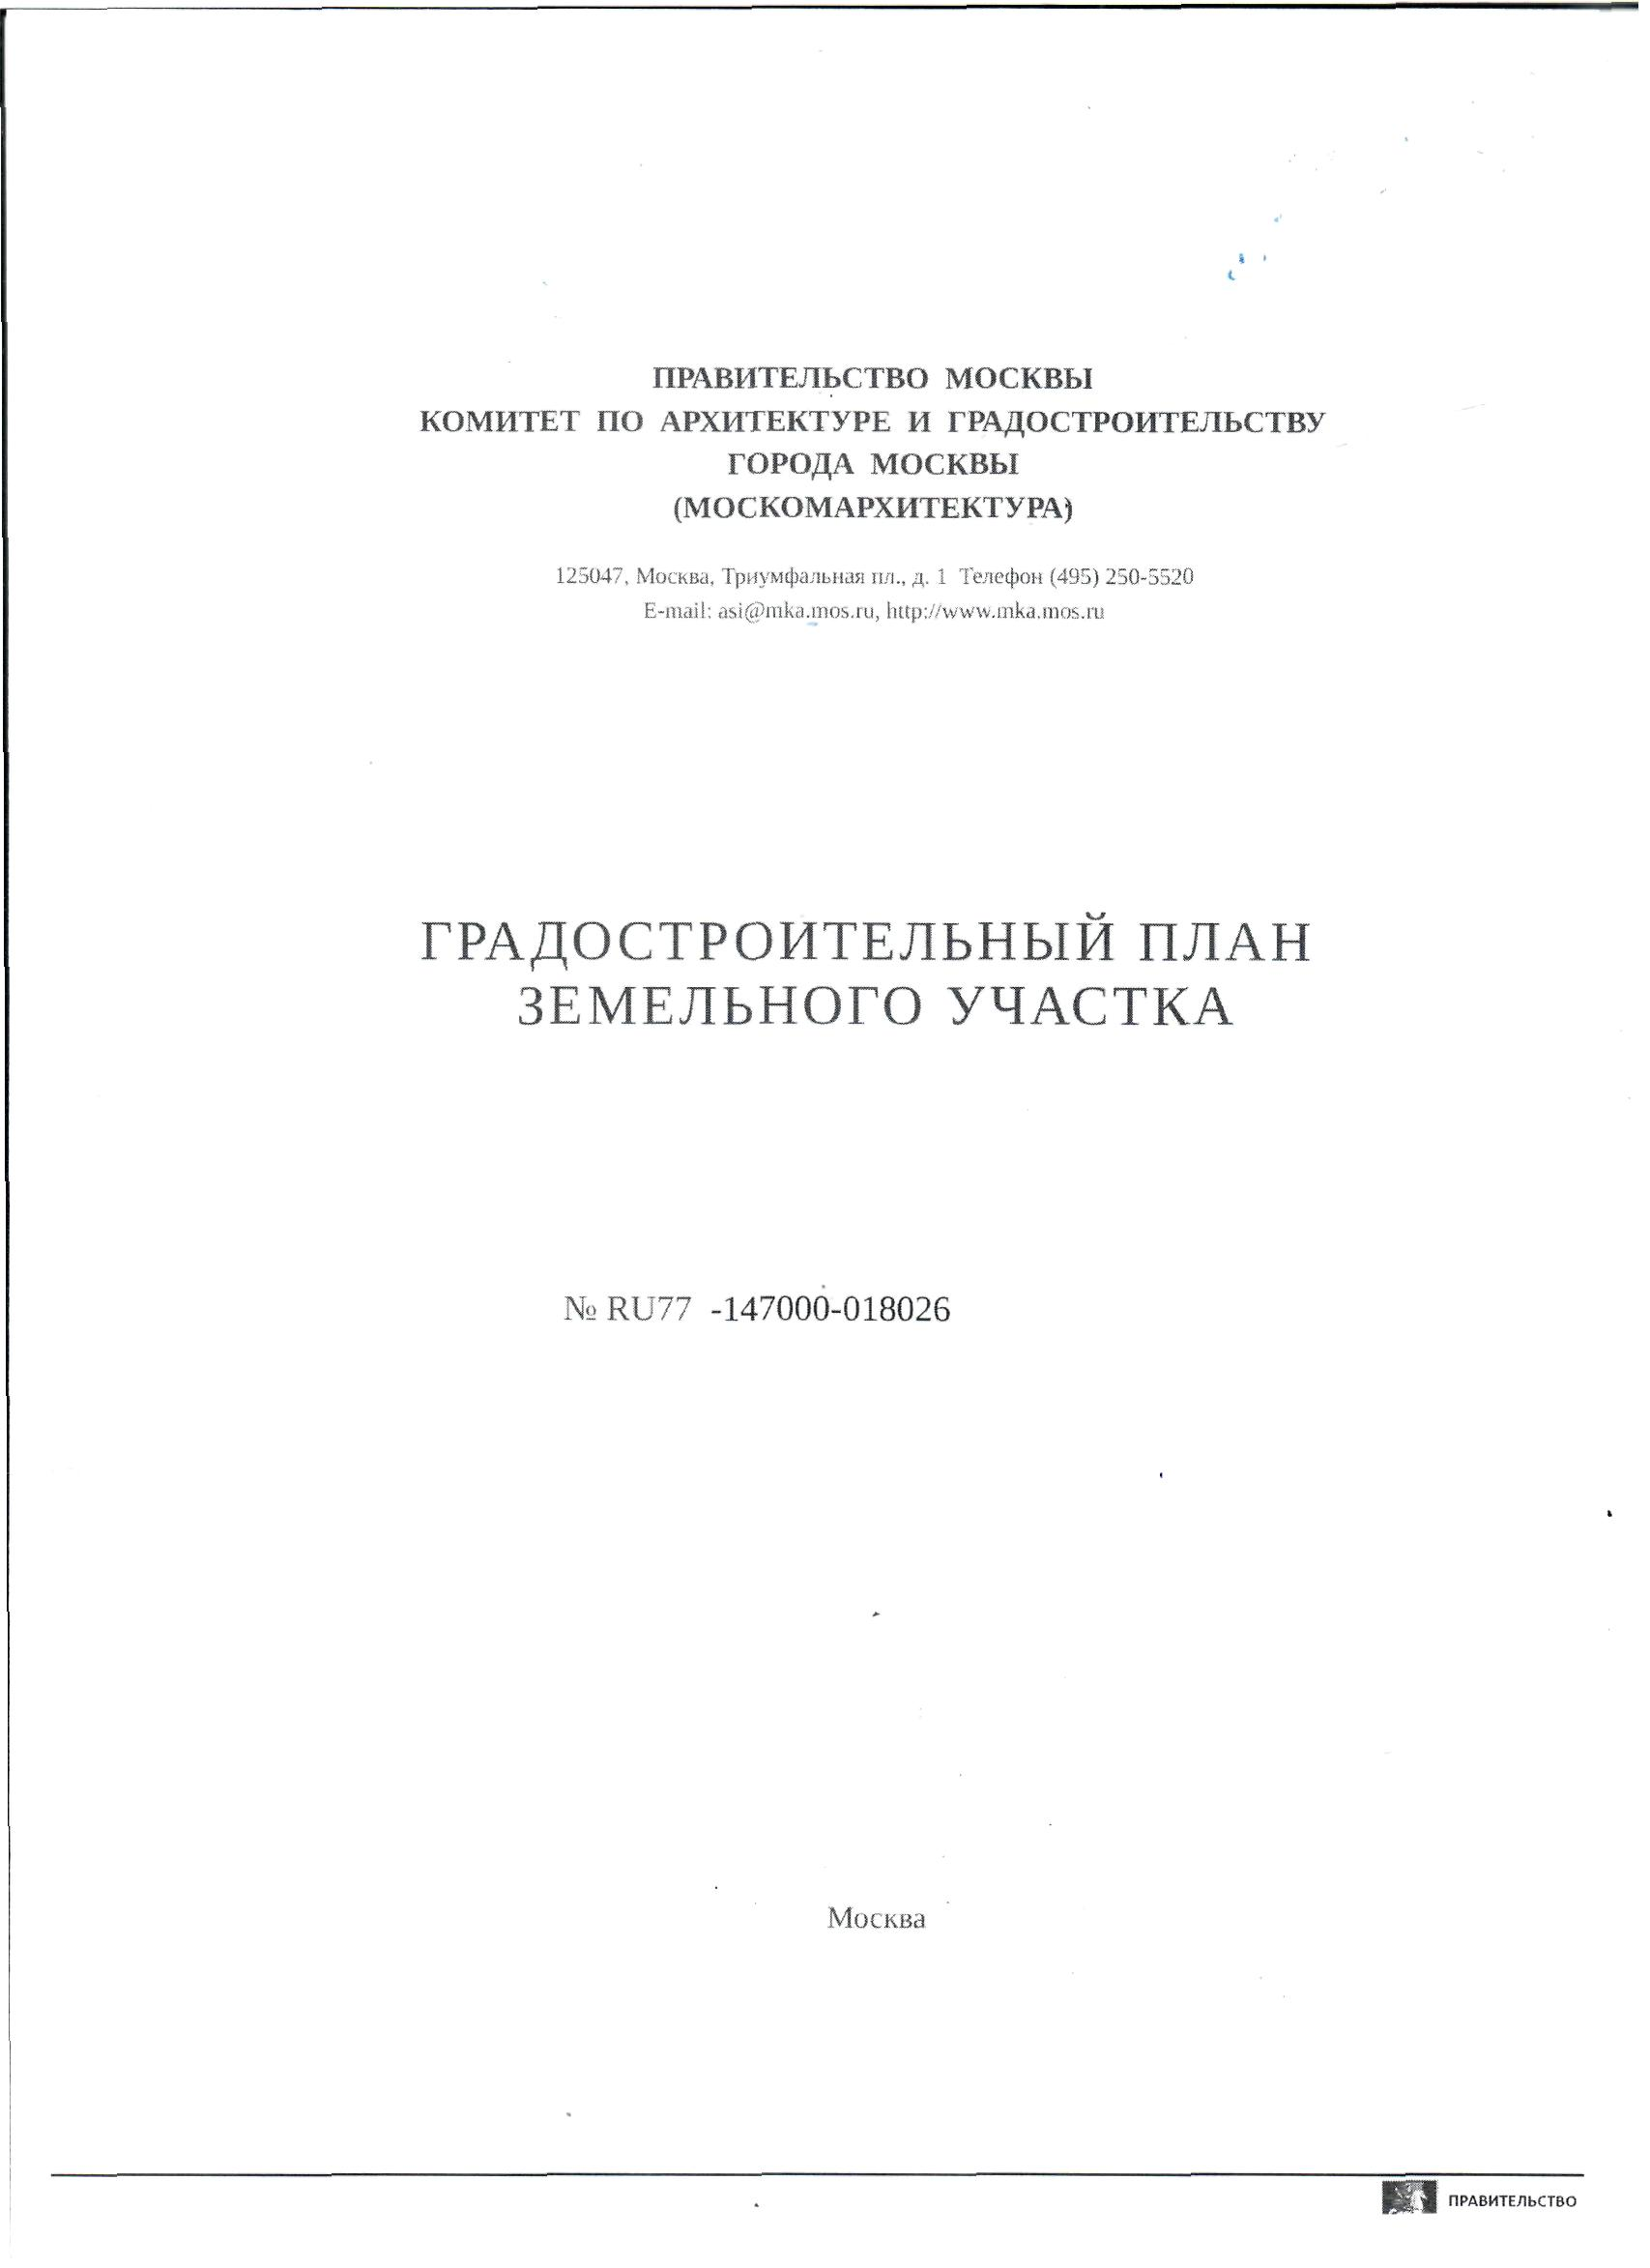 ПРАВИТЕЛЬСТВО МОСКВЫ
КОМИТЕТ ПО АРХИТЕКТУРЕ И ГРАДОСТРОИТЕЛЬСТВУ
ГОРОДА МОСКВЫ
(МОСКОМАРХИТЕКТУРА)
125047, Москва, Триумфальная пл., д. 1 Телефон (495) 250-5520
E-mail: asi@mka.mos.ru, http://www.mka.mos.ru
ГРАДОСТРОИТЕЛЬНЫЙ ПЛАН
ЗЕМЕЛЬНОГО УЧАСТКА
№ RU77 -147000-018026
Москва
ПРАВИТЕЛЬСТВО